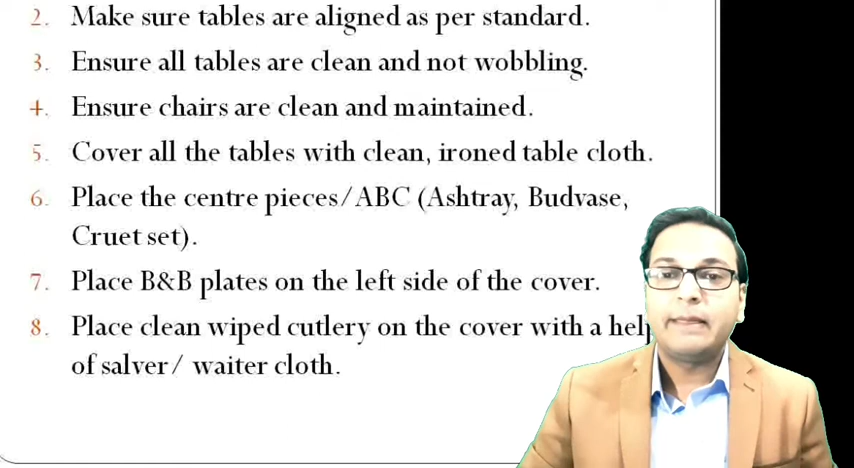 2. Make sure tables are aligned as per standard.
3. Ensure all tables are clean and not wobbling.
4. Ensure chairs are clean and maintained.
5. Cover all the tables with clean, ironed table cloth.
6. Place the centre pieces/ABC (Ashtray, Budvase,
Cruet set).
7. Place B&B plates on the left side of the cover.
8. Place clean wiped cutlery on the cover with a hel
of salver/ waiter cloth.